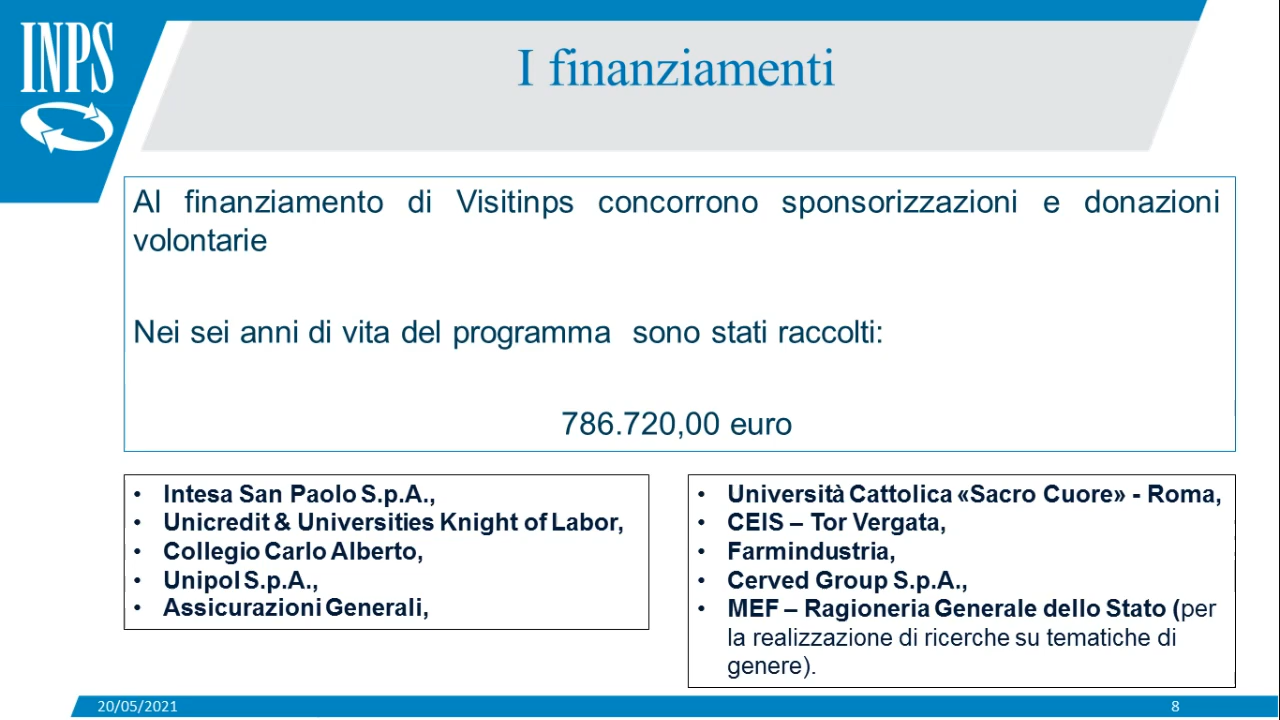 INPS
I finanziamenti
Al finanziamento di Visitinps concorrono sponsorizzazioni e donazioni
volontarie
Nei sei anni di vita del programma sono stati raccolti:
786.720,00 euro
• Intesa San Paolo S.p.A.,
• Unicredit & Universities Knight of Labor,
• Collegio Carlo Alberto,
• Unipol S.p.A.,
• Assicurazioni Generali,
• Università Cattolica «Sacro Cuore» - Roma,
• CEIS – Tor Vergata,
• Farmindustria,
• Cerved Group S.p.A.,
• MEF – Ragioneria Generale dello Stato (per
la realizzazione di ricerche su tematiche di
genere).
20/05/2021
8